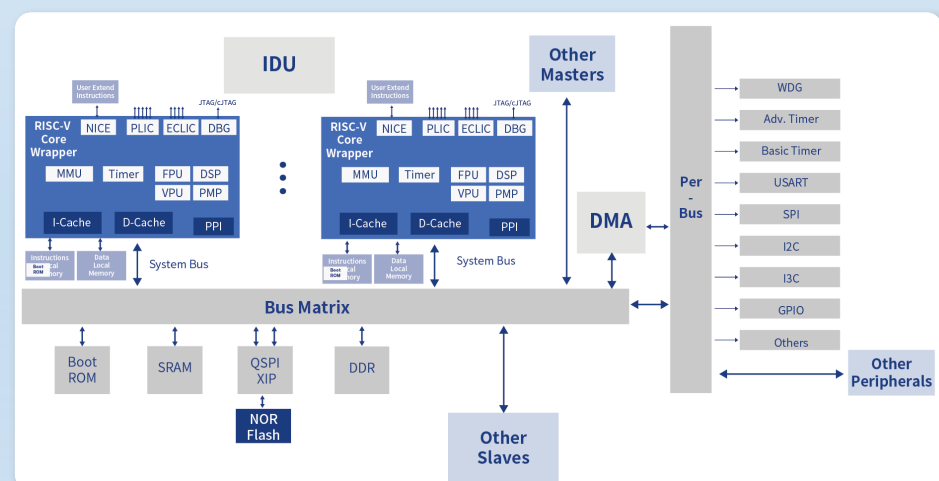 IDU
Other
Masters
User Extend
Instructions
JTAG/cJTAG
RISC-V
Core
Wrapper
NICE
PLIC
ECLIC
DBG
MMU
Timer
FPU
DSP
VPU
PMP
I-Cache
D-Cache
PPI
Instructions
Boot
ROM
Data
Local
Memory
System Bus
User Extend
Instructions
JTAG/cJTAG
RISC-V
Core
Wrapper
NICE
PLIC
ECLIC
DBG
MMU
Timer
FPU
DSP
VPU
PMP
I-Cache
D-Cache
PPI
Instructions
Boot
ROM
Data
Local
Memory
System Bus
DMA
Per
-
Bus
WDG
Adv. Timer
Basic Timer
USART
SPI
I2C
I3C
GPIO
Others
Other
Peripherals
Bus Matrix
Boot
ROM
SRAM
QSPI
XIP
DDR
NOR
Flash
Other
Slaves